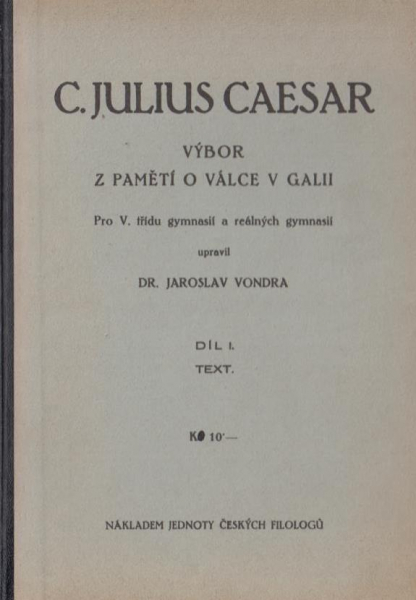 C. JULIUS CAESAR
VÝBOR
Z PAMĚTÍ O VÁLCE V GALII
Pro V. třídu gymnasií a reálných gymnasií
upravil
DR. JAROSLAV VONDRA
DÍL I.
TEXT.
K 10'—
NÁKLADEM JEDNOTY ČESKÝCH FILOLOGŮ